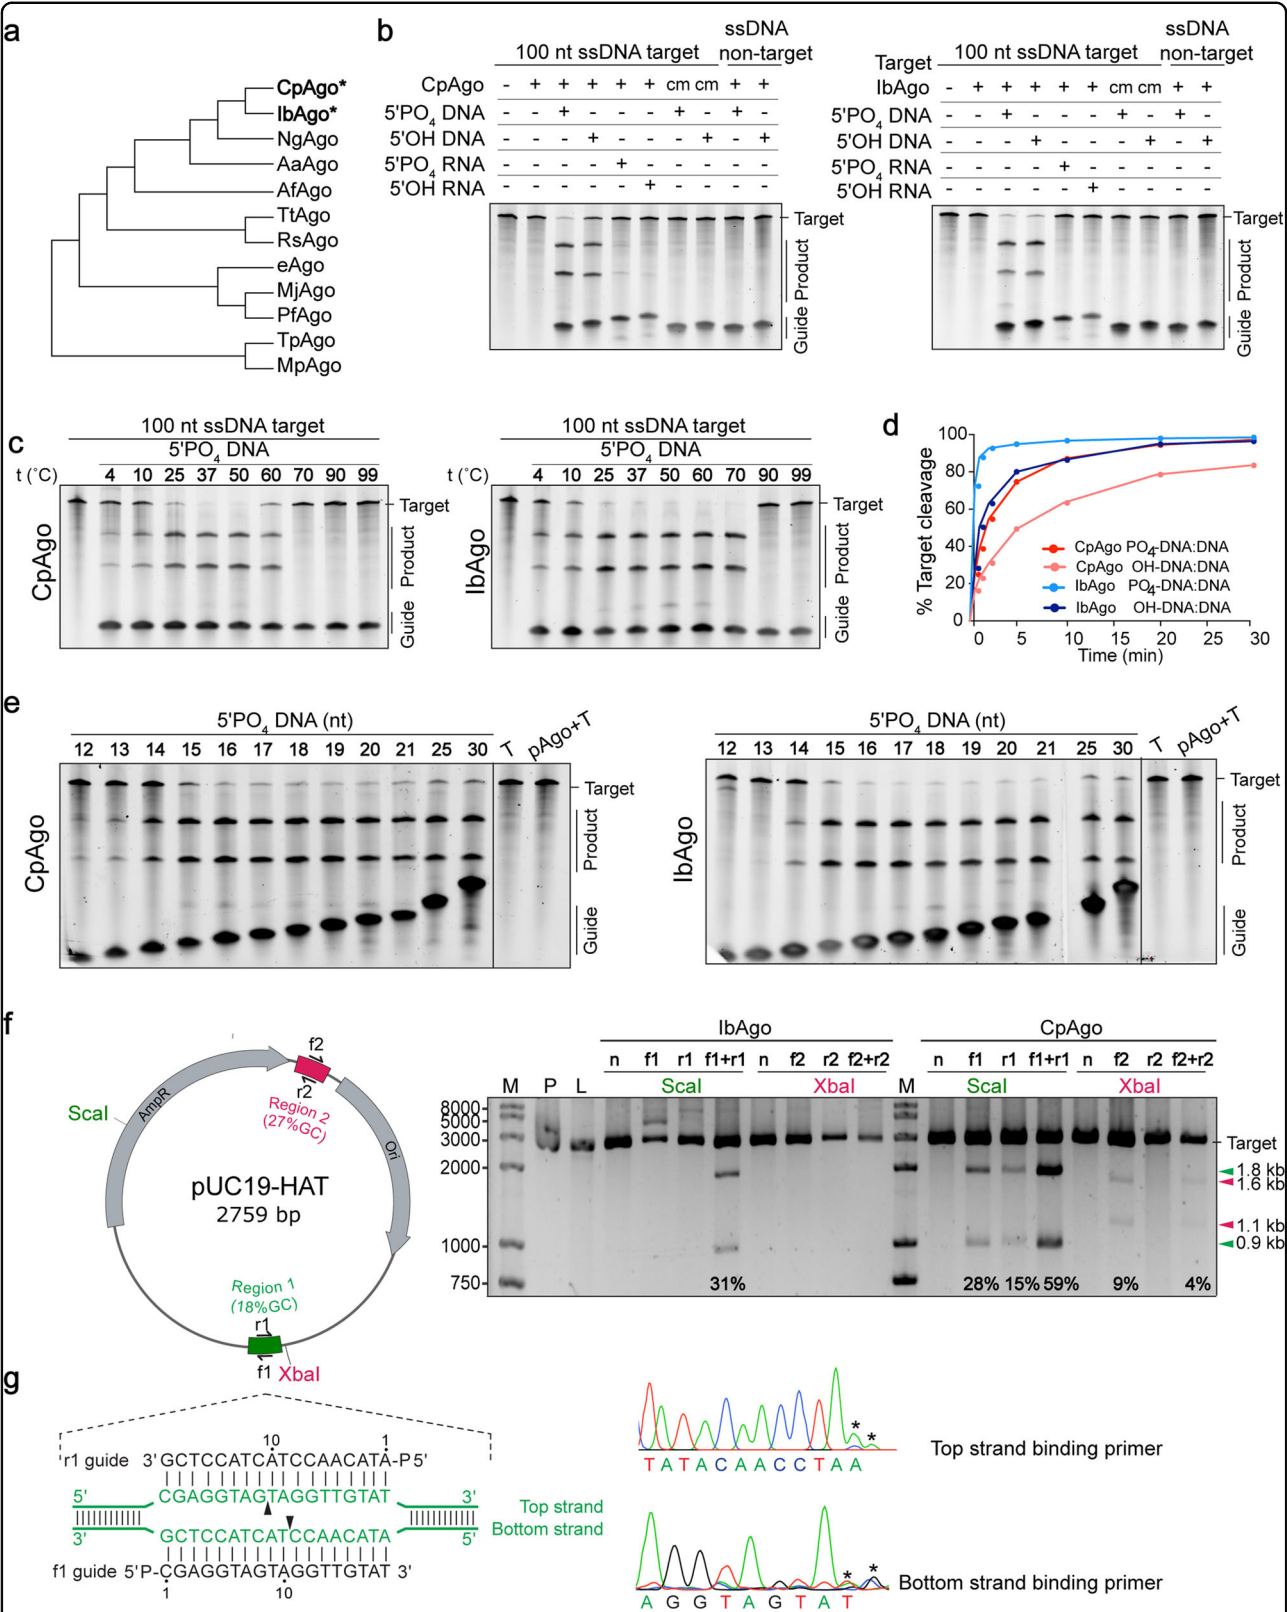 a
CpAgo*
IbAgo*
NgAgo
AaAgo
AfAgo
TtAgo
RsAgo
eAgo
MjAgo
PfAgo
TpAgo
MpAgo
b
100 nt ssDNA target
ssDNA non-target
CpAgo - + + + + + cm cm + +
5'PO4 DNA - - + - - - + - + -
5'OH DNA - - - + - - - + - +
5'PO4 RNA - - - - + - - - - -
5'OH RNA - - - - - + - - - -
Target
Product
Guide
Target
100 nt ssDNA target
ssDNA non-target
IbAgo - + + + + + cm cm + +
5'PO4 DNA - - + - - - + - + -
5'OH DNA - - - + - - - + - +
5'PO4 RNA - - - - + - - - - -
5'OH RNA - - - - - + - - - -
Target
Product
Guide
c
100 nt ssDNA target
5'PO4 DNA
t (°C) 4 10 25 37 50 60 70 90 99
CpAgo
Target
Product
Guide
100 nt ssDNA target
5'PO4 DNA
t (°C) 4 10 25 37 50 60 70 90 99
IbAgo
Target
Product
Guide
d
% Target cleavage
100
80
60
40
20
0
CpAgo PO4-DNA:DNA
CpAgo OH-DNA:DNA
IbAgo PO4-DNA:DNA
IbAgo OH-DNA:DNA
0 5 10 15 20 25 30
Time (min)
e
5'PO4 DNA (nt)
12 13 14 15 16 17 18 19 20 21 25 30 T pAgo+T
CpAgo
Target
Product
Guide
5'PO4 DNA (nt)
12 13 14 15 16 17 18 19 20 21 25 30 T pAgo+T
IbAgo
Target
Product
Guide
f
f2
r2
Region 2
(27%GC)
AmpR
ScaI
Ori
pUC19-HAT
2759 bp
Region 1
(18%GC)
r1
f1
XbaI
IbAgo
CpAgo
n f1 r1 f1+r1 n f2 r2 f2+r2 n f1 r1 f1+r1 n f2 r2 f2+r2
M P L ScaI XbaI M ScaI XbaI
8000
5000
3000
2000
1000
750
Target
1.8 kb
1.6 kb
1.1 kb
0.9 kb
31% 28% 15% 59% 9% 4%
g
10 1
r1 guide 3'GCTCCATCATCCAACATA-P5'
5' CGAGGTAGTAGGTTGTAT 3'
Top strand
Bottom strand
3' GCTCCATCATCCAACATA 5'
f1 guide 5'P-CGAGGTAGTAGGTTGTAT 3'
1 10
* *
TATACAACCTAA
Top strand binding primer
* *
AGGTAGTAT
Bottom strand binding primer